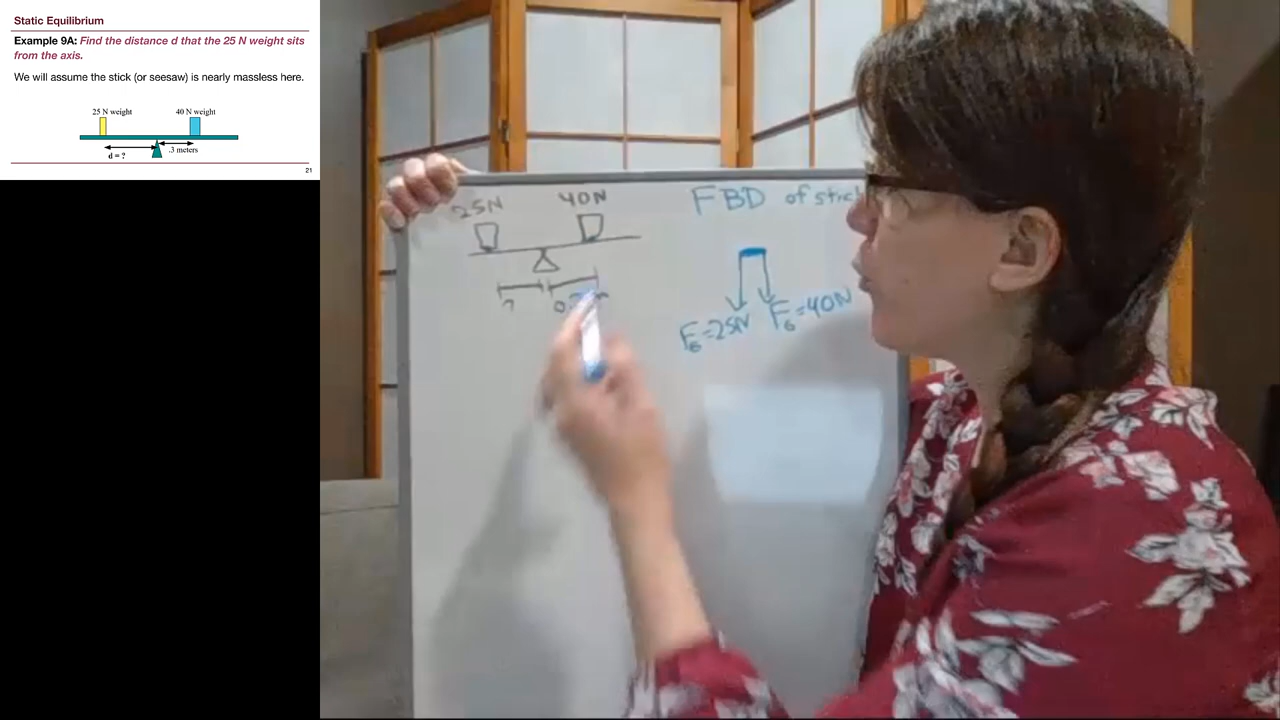 Static Equilibrium
Example 9A: Find the distance d that the 25 N weight sits
from the axis.
We will assume the stick (or seesaw) is nearly massless here.
25 N weight
40 N weight
d = ?
.3 meters
21
25N
40N
?
FBD of stick
F_G=25N
F_G=40N